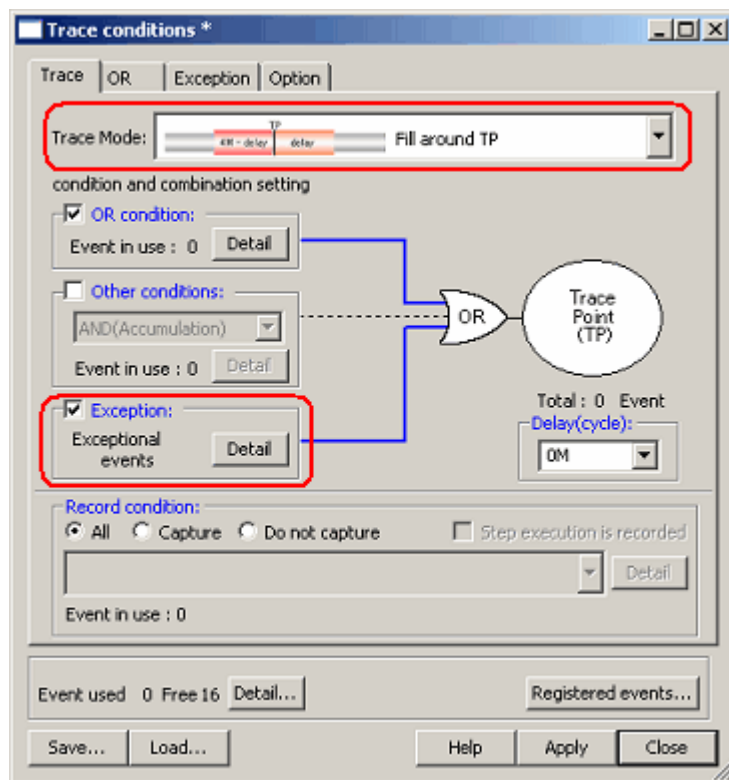 Trace conditions *
Trace OR Exception Option
Trace Mode: 4M - delay TP delay Fill around TP
condition and combination setting
OR condition:
Event in use : 0 Detail
Other conditions:
AND(Accumulation)
Event in use : 0 Detail
Exception:
Exceptional
events Detail
OR
Trace
Point
(TP)
Total : 0 Event
Delay(cycle):
0M
Record condition:
All Capture Do not capture Step execution is recorded
Detail
Event in use : 0
Event used 0 Free 16 Detail... Registered events...
Save... Load... Help Apply Close